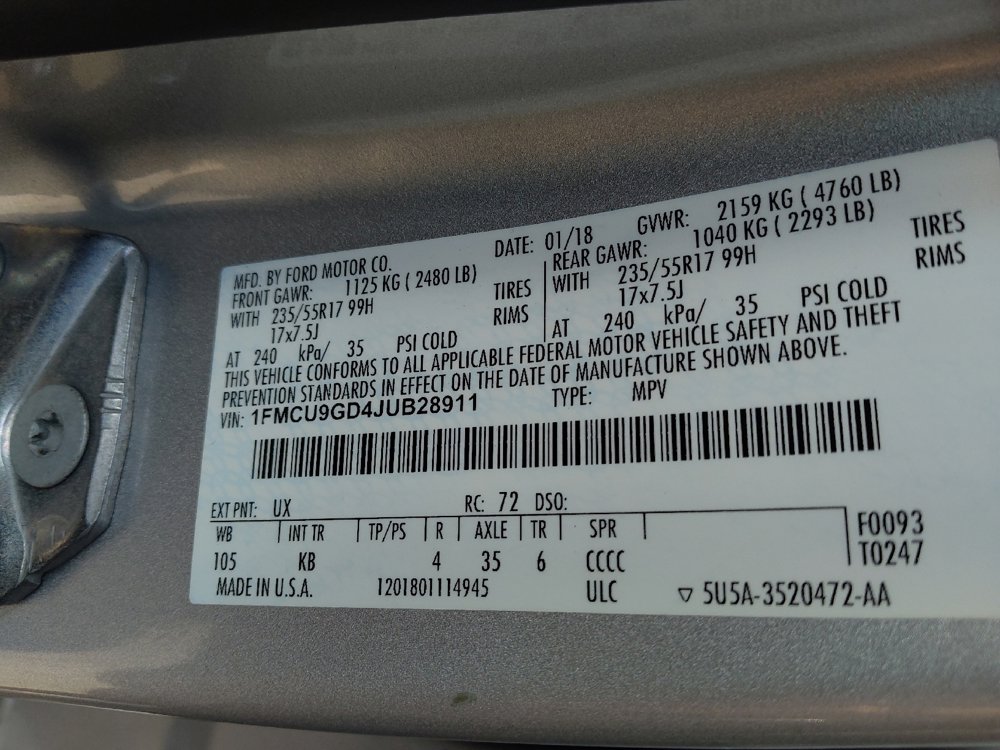 MFD. BY FORD MOTOR CO. DATE: 01/18 GVWR: 2159 KG ( 4760 LB)
FRONT GAWR: 1125 KG ( 2480 LB) REAR GAWR: 1040 KG ( 2293 LB)
WITH 235/55R17 99H TIRES WITH 235/55R17 99H TIRES
17x7.5J RIMS 17x7.5J RIMS
AT 240 kPa/ 35 PSI COLD AT 240 kPa/ 35 PSI COLD
THIS VEHICLE CONFORMS TO ALL APPLICABLE FEDERAL MOTOR VEHICLE SAFETY AND THEFT
PREVENTION STANDARDS IN EFFECT ON THE DATE OF MANUFACTURE SHOWN ABOVE.
VIN: 1FMCU9GD4JUB28911 TYPE: MPV
EXT PNT: UX RC: 72 DSO:
WB INT TR TP/PS R AXLE TR SPR F0093
105 KB 4 35 6 CCCC T0247
MADE IN U.S.A. 1201801114945 ULC ▽ 5U5A-3520472-AA